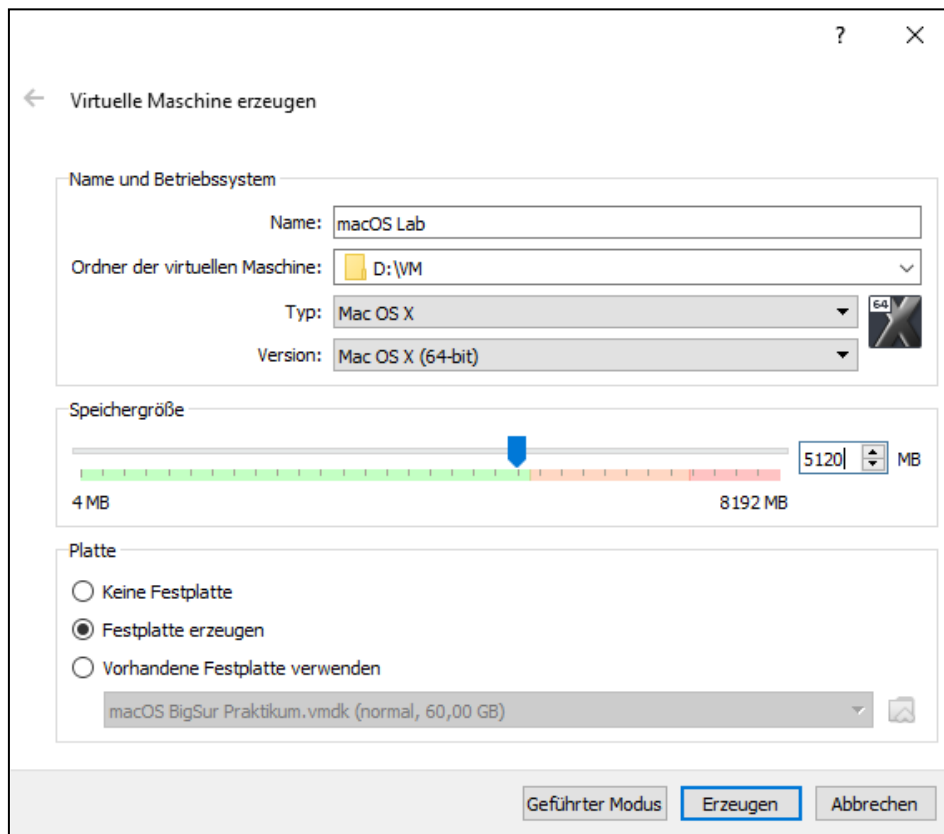 ?
Virtuelle Maschine erzeugen
Name und Betriebssystem
Name: macOS Lab
Ordner der virtuellen Maschine: D:\VM
Typ: Mac OS X
64
Version: Mac OS X (64-bit)
Speichergröße
5120 MB
4 MB 8192 MB
Platte
Keine Festplatte
Festplatte erzeugen
Vorhandene Festplatte verwenden
macOS BigSur Praktikum.vmdk (normal, 60,00 GB)
Geführter Modus Erzeugen Abbrechen